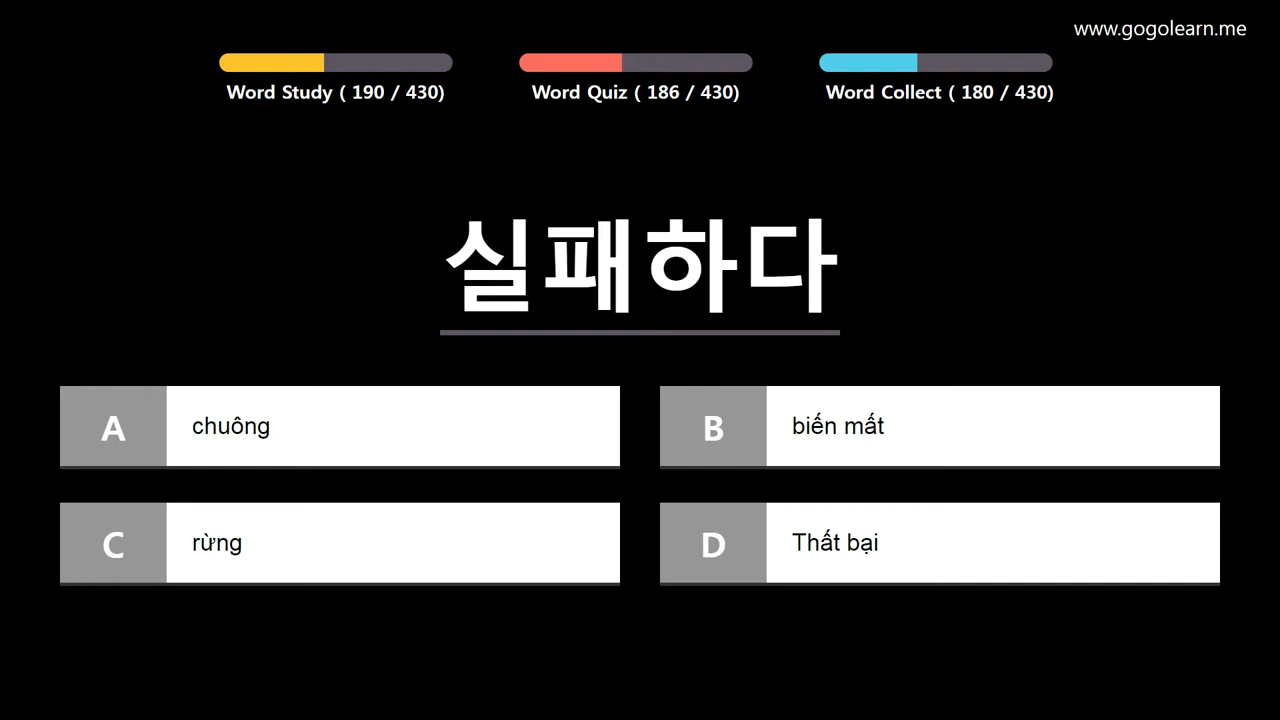 www.gogolearn.me
Word Study ( 190 / 430)
Word Quiz ( 186 / 430)
Word Collect ( 180 / 430)
실패하다
A chuông
B biến mất
C rừng
D Thất bại